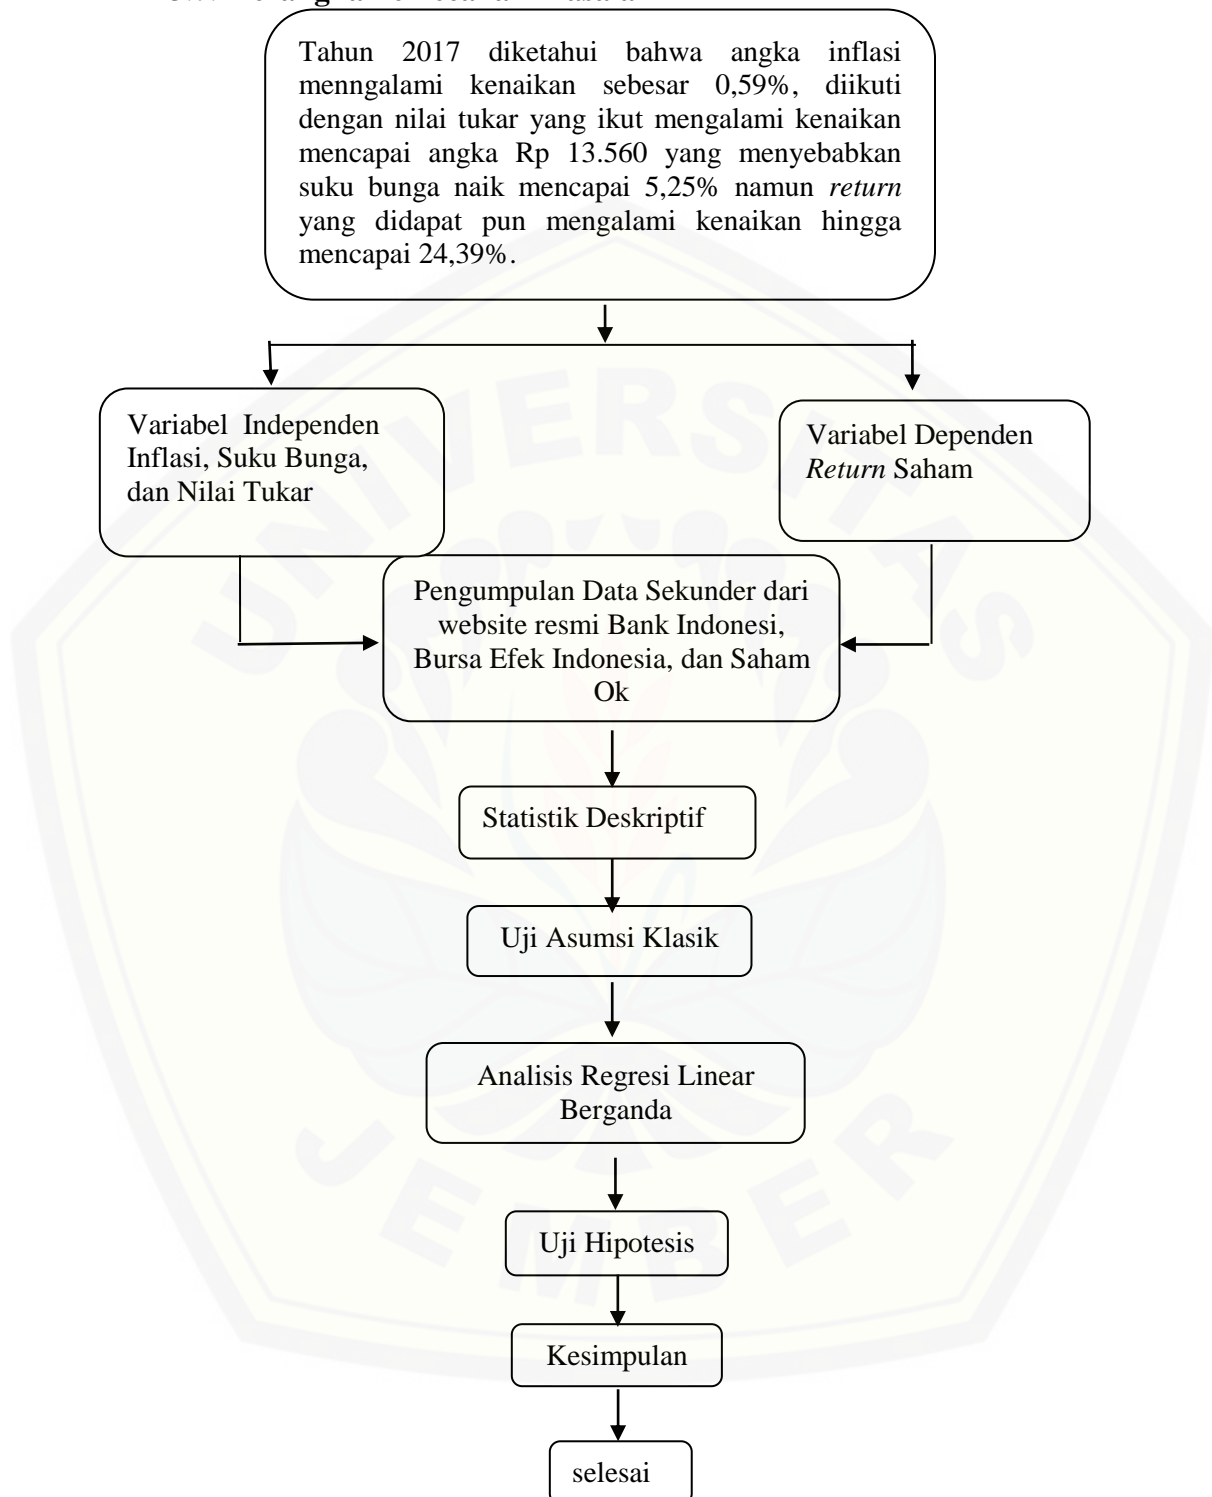 Tahun 2017 diketahui bahwa angka inflasi
menngalami kenaikan sebesar 0,59%, diikuti
dengan nilai tukar yang ikut mengalami kenaikan
mencapai angka Rp 13.560 yang menyebabkan
suku bunga naik mencapai 5,25% namun return
yang didapat pun mengalami kenaikan hingga
mencapai 24,39%.
Variabel Independen
Inflasi, Suku Bunga,
dan Nilai Tukar
Variabel Dependen
Return Saham
Pengumpulan Data Sekunder dari
website resmi Bank Indonesi,
Bursa Efek Indonesia, dan Saham
Ok
Statistik Deskriptif
Uji Asumsi Klasik
Analisis Regresi Linear
Berganda
Uji Hipotesis
Kesimpulan
selesai
UNIVERSITAS
JEMBER